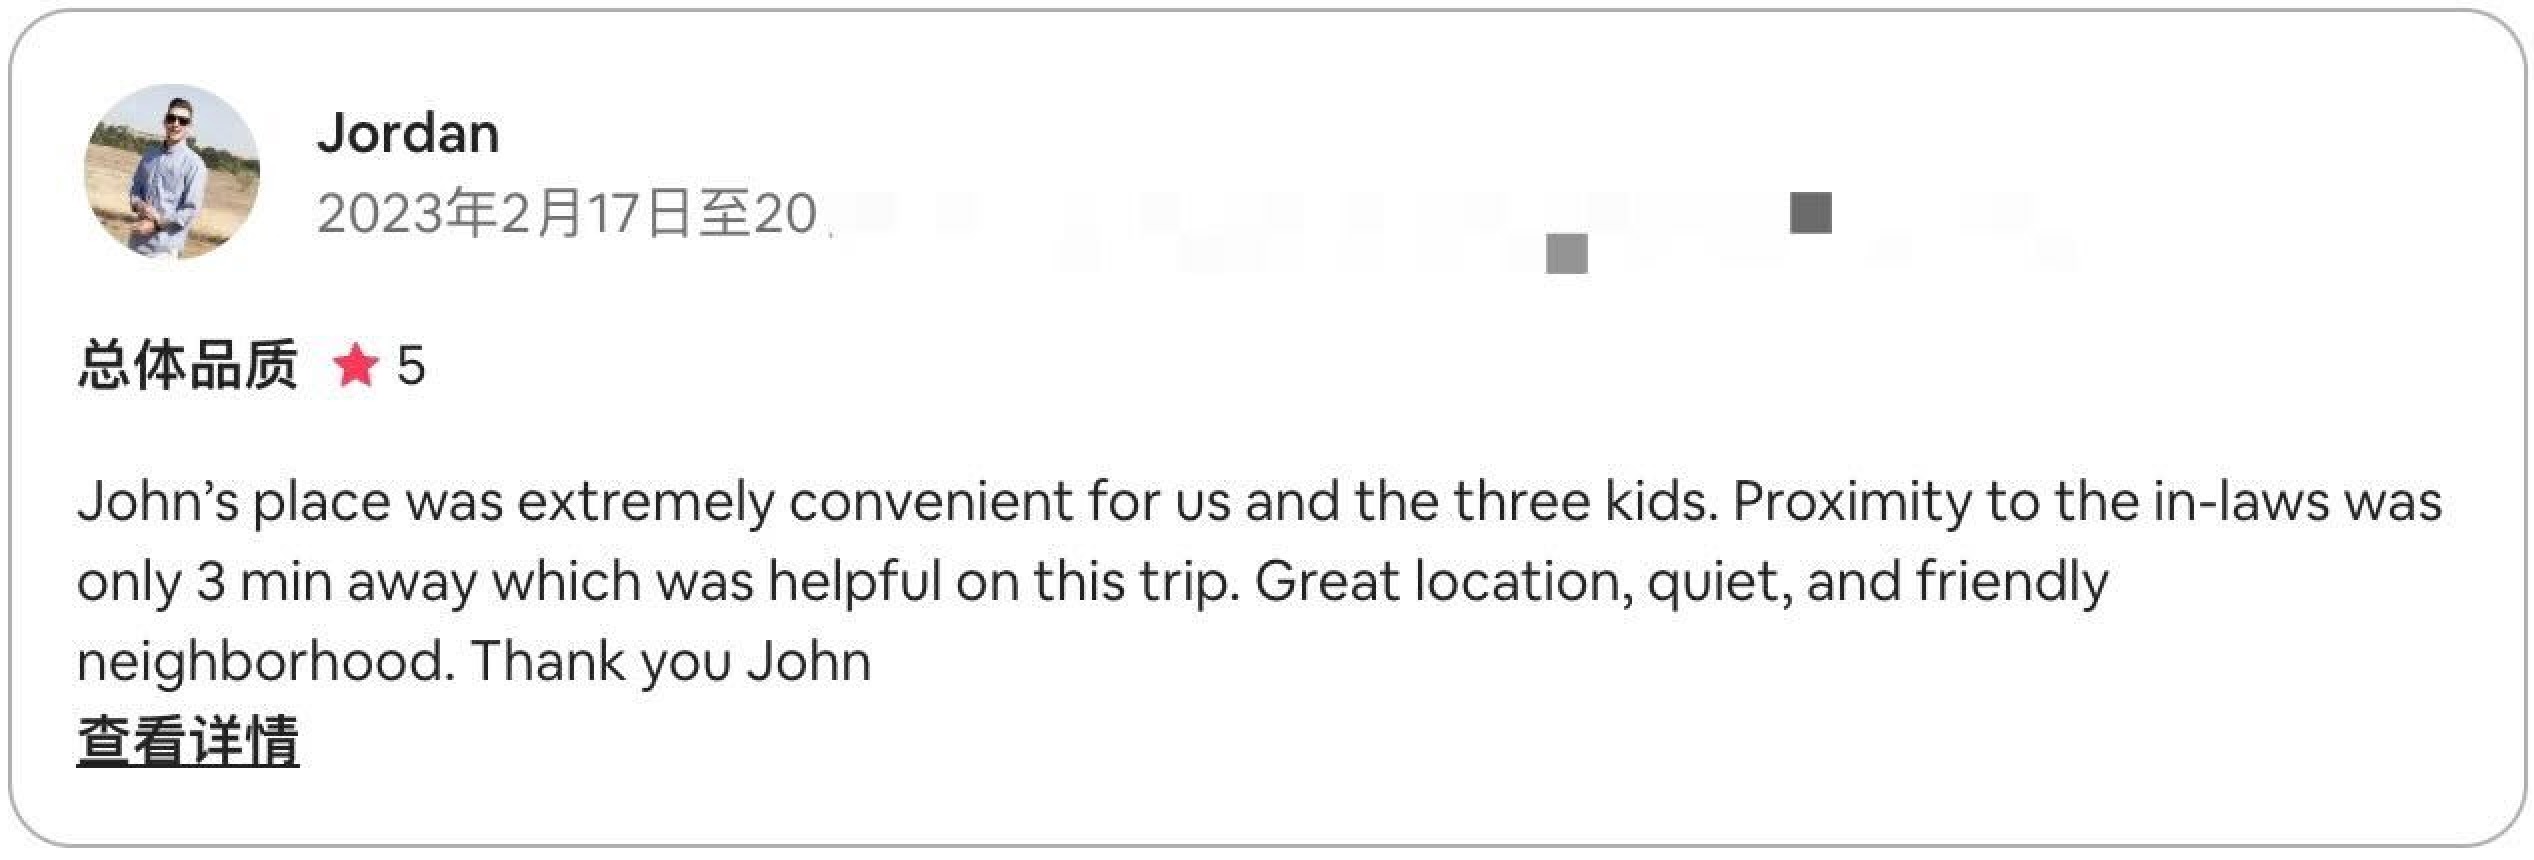 Jordan
2023年2月17日至20
总体品质 ★ 5
John’s place was extremely convenient for us and the three kids. Proximity to the in-laws was
only 3 min away which was helpful on this trip. Great location, quiet, and friendly
neighborhood. Thank you John
查看详情